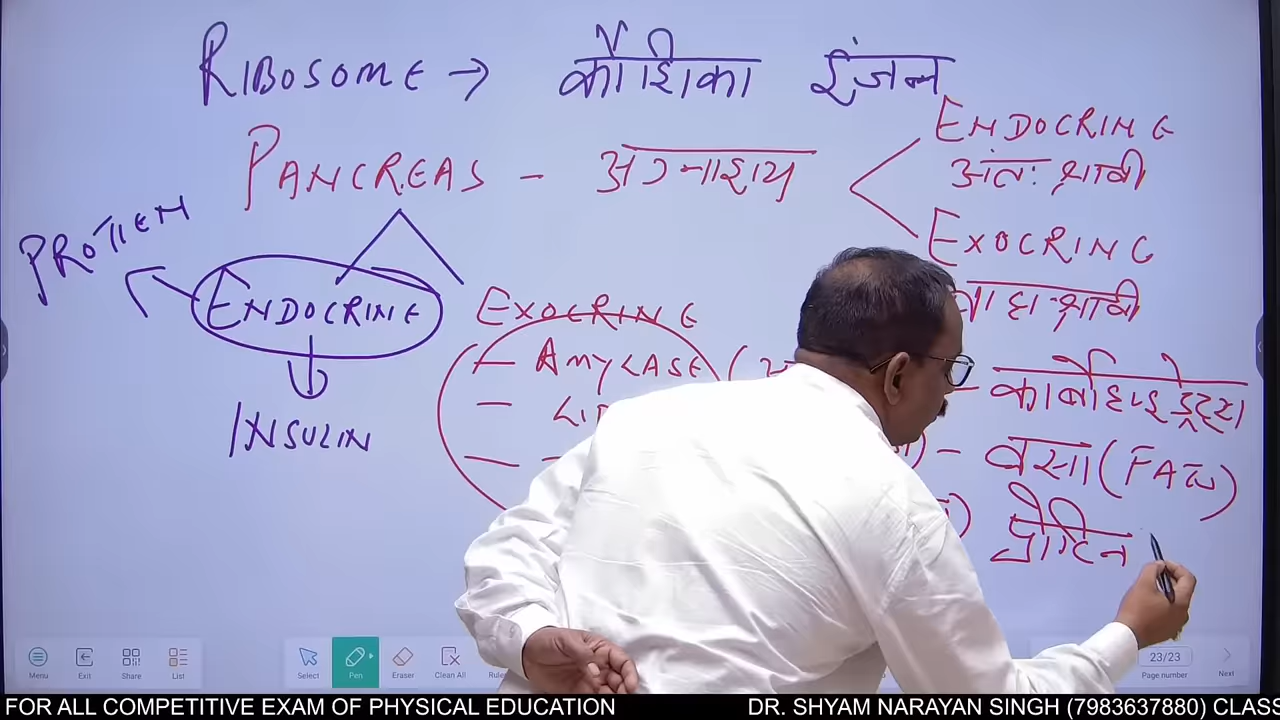 RIBOSOME → कोशिका इंजन
PANCREAS - अग्नाशय
ENDOCRINE
अंतः श्रावी
EXOCRINE
PROTIEN
ENDOCRINE
EXOCRINE
INSULIN
- AMYLASE (
- कार्बोहाइड्रेट
- वसा (FAT)
प्रोटिन
Menu
Exit
Share
List
Select
Pen
Eraser
Clean All
23/23
Page number
Next
FOR ALL COMPETITIVE EXAM OF PHYSICAL EDUCATION
DR. SHYAM NARAYAN SINGH (7983637880) CLASS